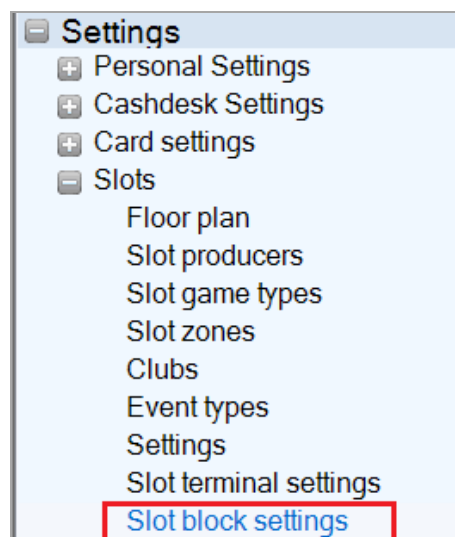 Settings
Personal Settings
Cashdesk Settings
Card settings
Slots
Floor plan
Slot producers
Slot game types
Slot zones
Clubs
Event types
Settings
Slot terminal settings
Slot block settings